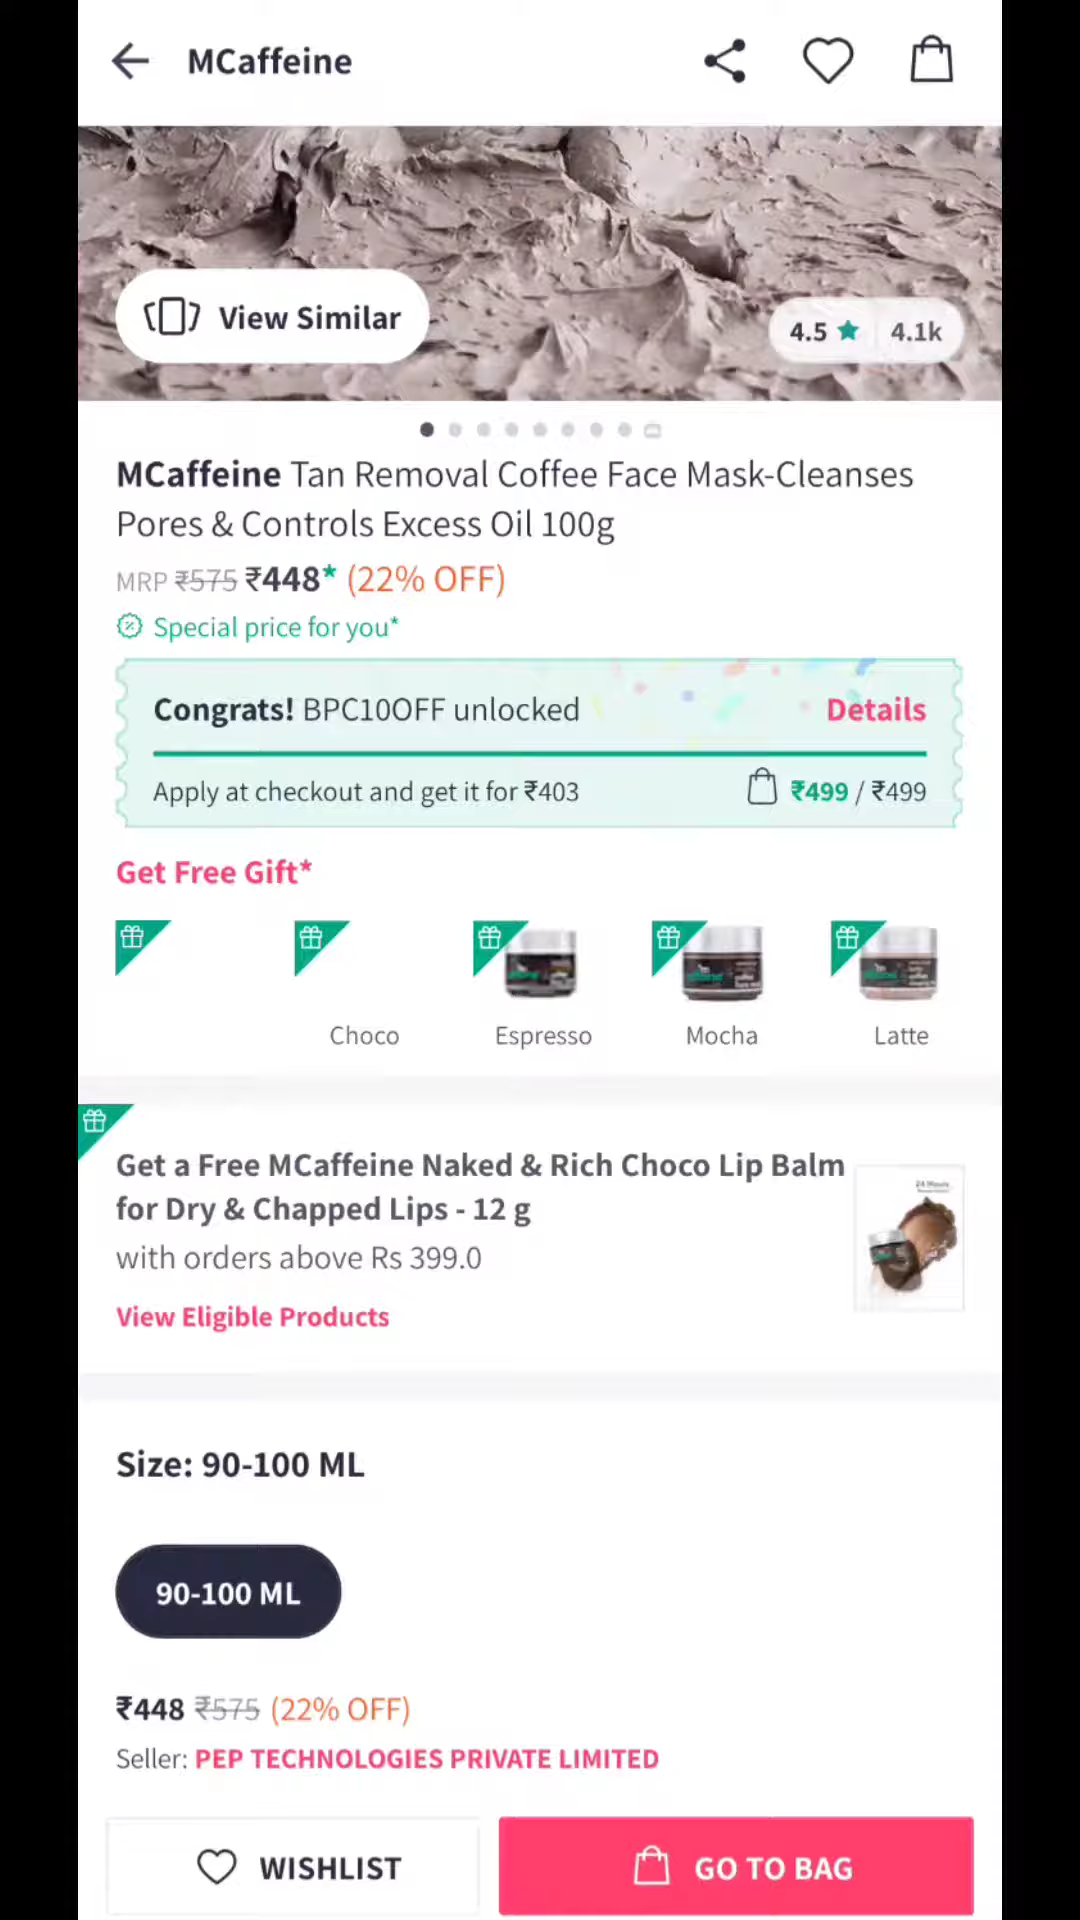 MCaffeine
View Similar
4.5 ★ 4.1k
MCaffeine Tan Removal Coffee Face Mask-Cleanses
Pores & Controls Excess Oil 100g
MRP ₹575 ₹448* (22% OFF)
Special price for you*
Congrats! BPC10OFF unlocked Details
Apply at checkout and get it for ₹403 ₹499 / ₹499
Get Free Gift*
Choco Espresso Mocha Latte
Get a Free MCaffeine Naked & Rich Choco Lip Balm
for Dry & Chapped Lips - 12 g
with orders above Rs 399.0
24 Hours
View Eligible Products
Size: 90-100 ML
90-100 ML
₹448 ₹575 (22% OFF)
Seller: PEP TECHNOLOGIES PRIVATE LIMITED
WISHLIST GO TO BAG